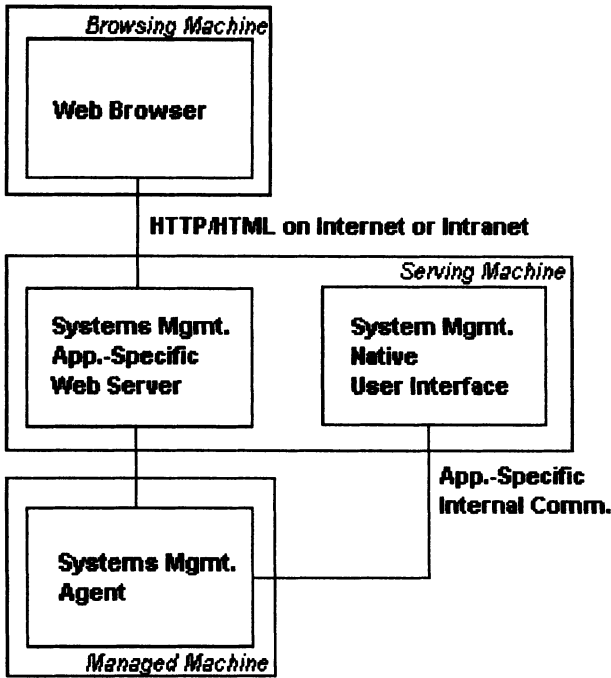 Browsing Machine
Web Browser
HTTP/HTML on Internet or Intranet
Serving Machine
Systems Mgmt.
App.-Specific
Web Server
System Mgmt.
Native
User Interface
App.-Specific
Internal Comm.
Systems Mgmt.
Agent
Managed Machine